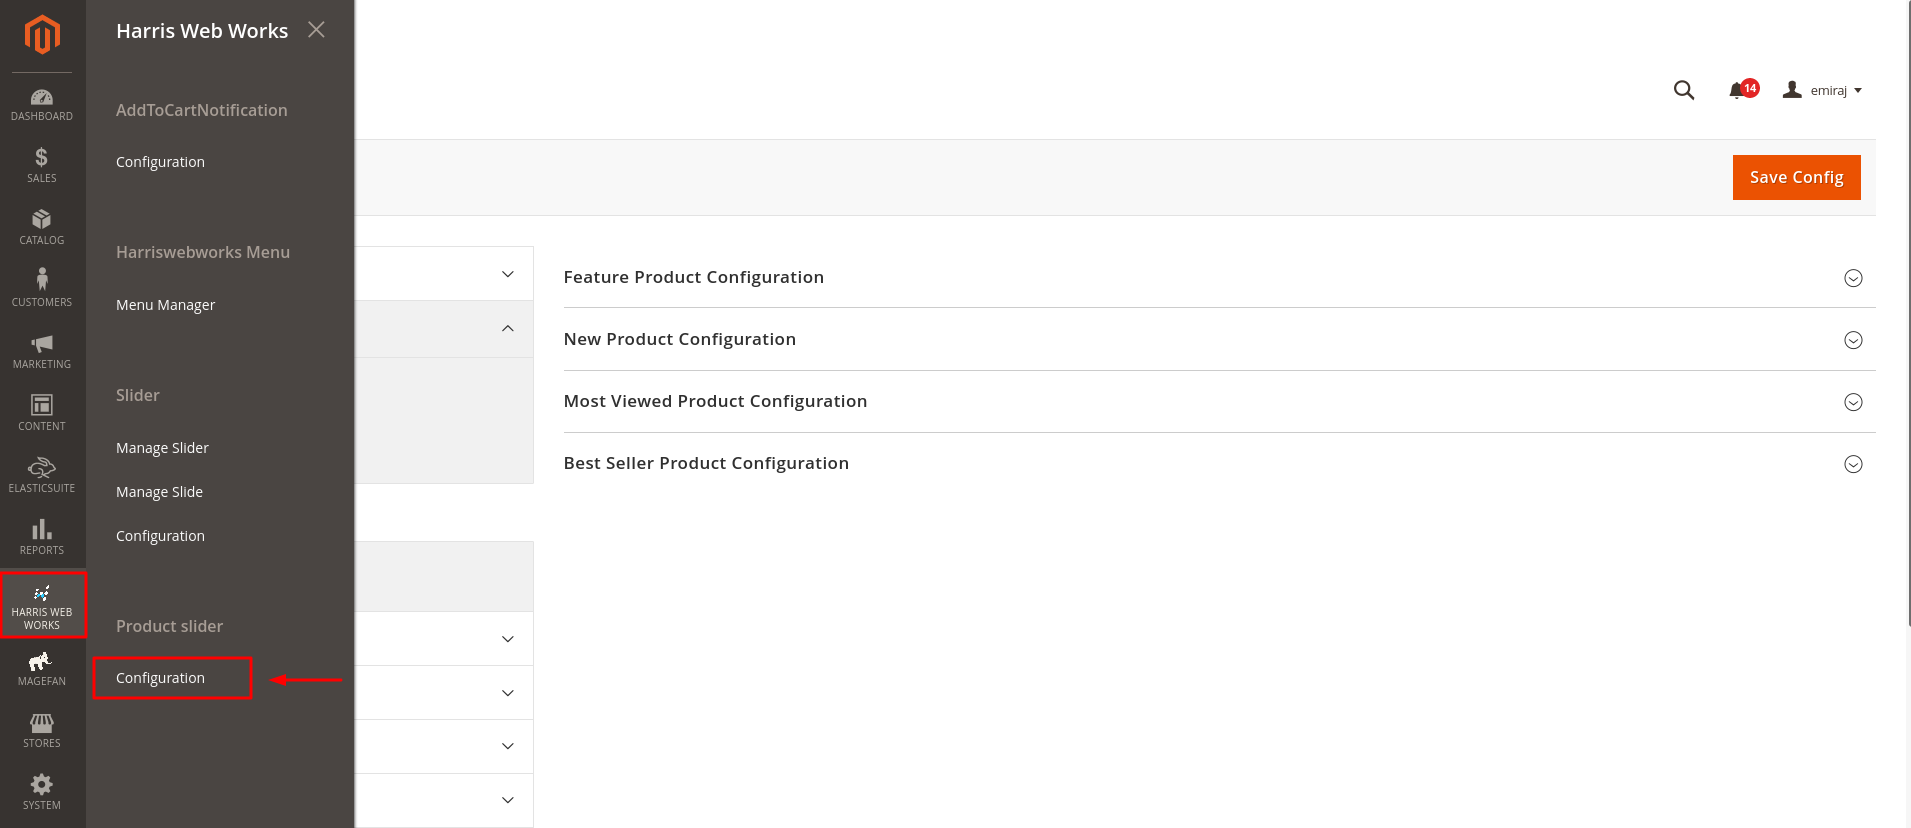 DASHBOARD
SALES
CATALOG
CUSTOMERS
MARKETING
CONTENT
ELASTICSUITE
REPORTS
HARRIS WEB
WORKS
MAGEFAN
STORES
SYSTEM
Harris Web Works
AddToCartNotification
Configuration
Harriswebworks Menu
Menu Manager
Slider
Manage Slider
Manage Slide
Configuration
Product slider
Configuration
14
emiraj
Save Config
Feature Product Configuration
New Product Configuration
Most Viewed Product Configuration
Best Seller Product Configuration